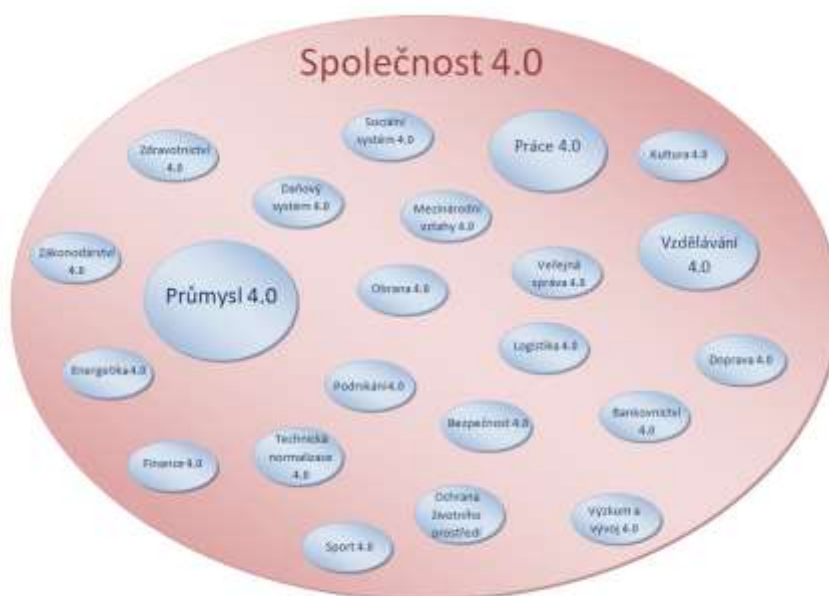 Společnost 4.0
Sociální
systém 4.0
Práce 4.0
Kultura 4.0
Zdravotnictví
4.0
Daňový
systém 4.0
Mezinárodní
vztahy 4.0
Vzdělávání
4.0
Zákonodárství
4.0
Průmysl 4.0
Obrana 4.0
Veřejná
správa 4.0
Logistika 4.0
Doprava 4.0
Energetika 4.0
Podnikání 4.0
Bezpečnost 4.0
Bankovnictví
4.0
Finance 4.0
Technická
normalizace
4.0
Ochrana
životního
prostředí
Výzkum a
vývoj 4.0
Sport 4.0